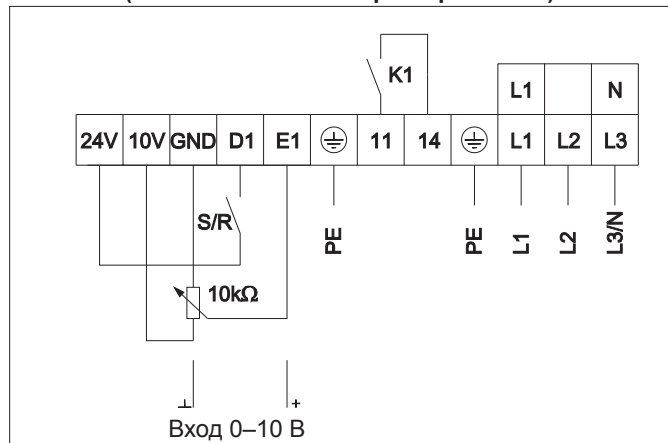 K1
L1 N
24V 10V GND D1 E1 11 14 L1 L2 L3
S/R
PE PE L1 L2 L3/N
10kΩ
⊥ +
Вход 0–10 В